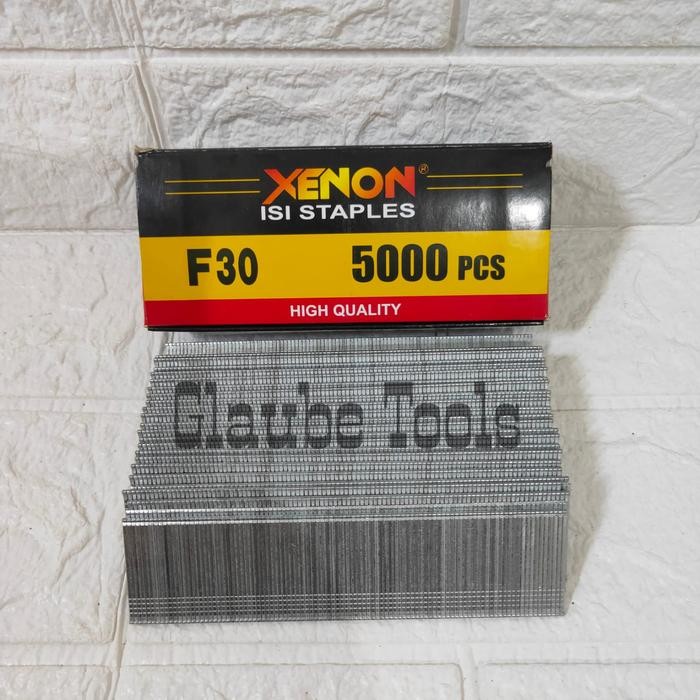 XENON®
ISI STAPLES
F30 5000 PCS
HIGH QUALITY
Glaube Tools